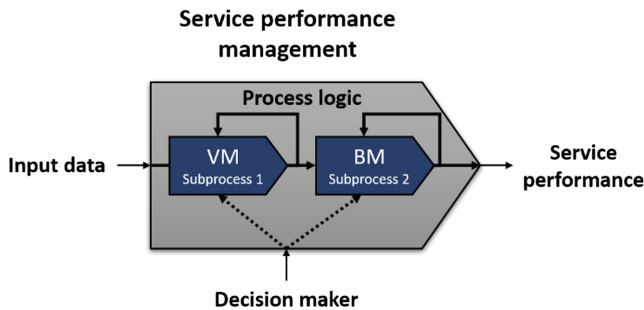 Service performance
management
Process logic
VM
Subprocess 1
BM
Subprocess 2
Input data
Service
performance
Decision maker